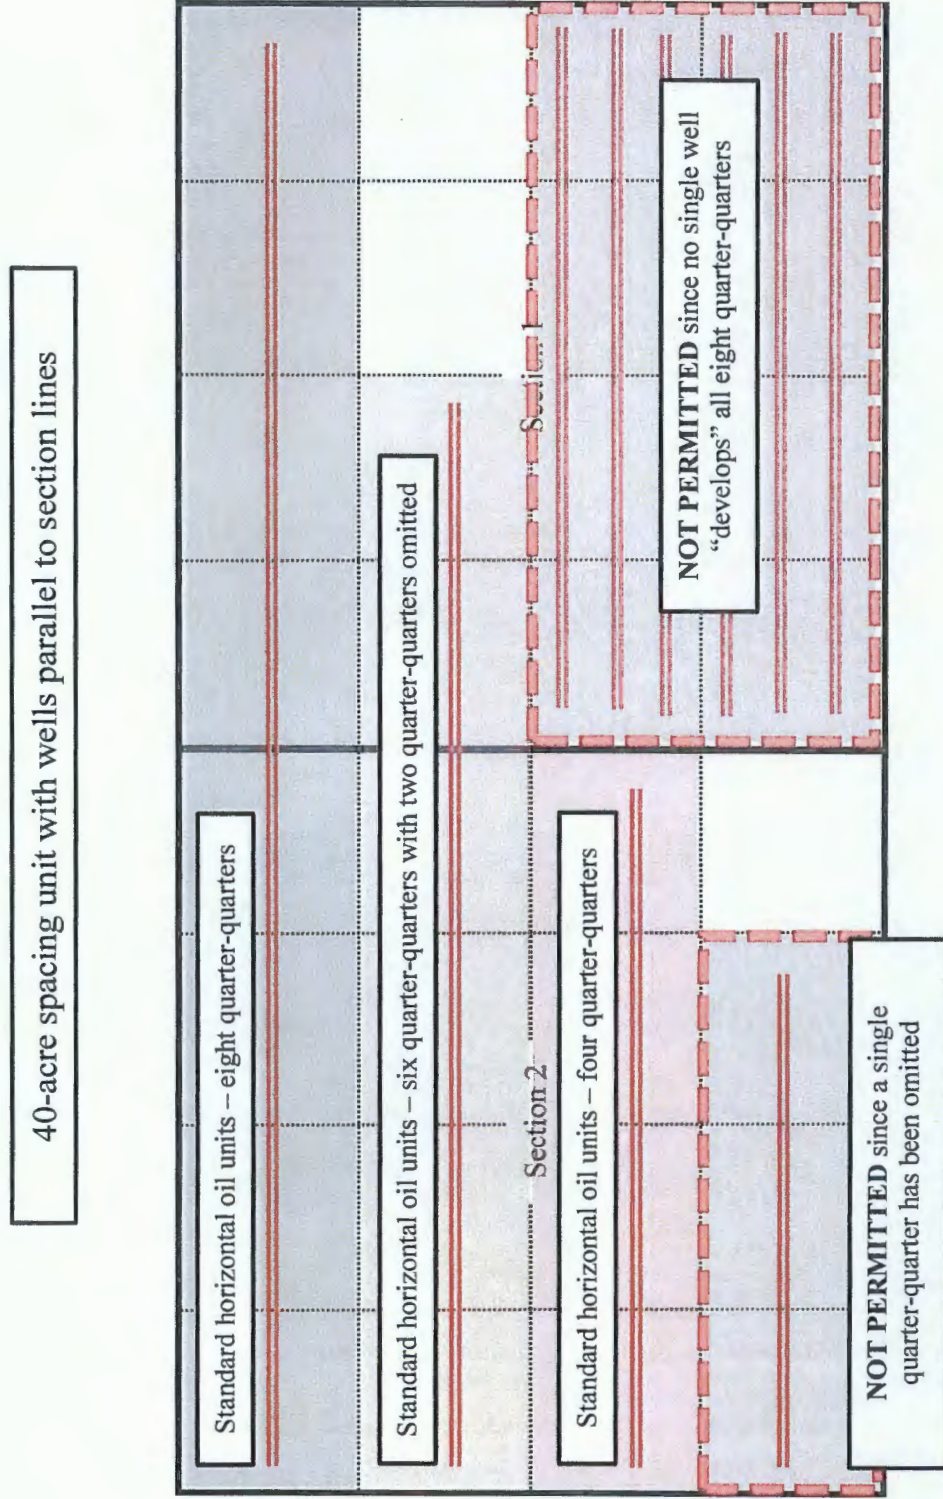 40-acre spacing unit with wells parallel to section lines
Standard horizontal oil units – eight quarter-quarters
Standard horizontal oil units – six quarter-quarters with two quarter-quarters omitted
Section 2
Section 1
Standard horizontal oil units – four quarter-quarters
NOT PERMITTED since no single well
“develops” all eight quarter-quarters
NOT PERMITTED since a single
quarter-quarter has been omitted